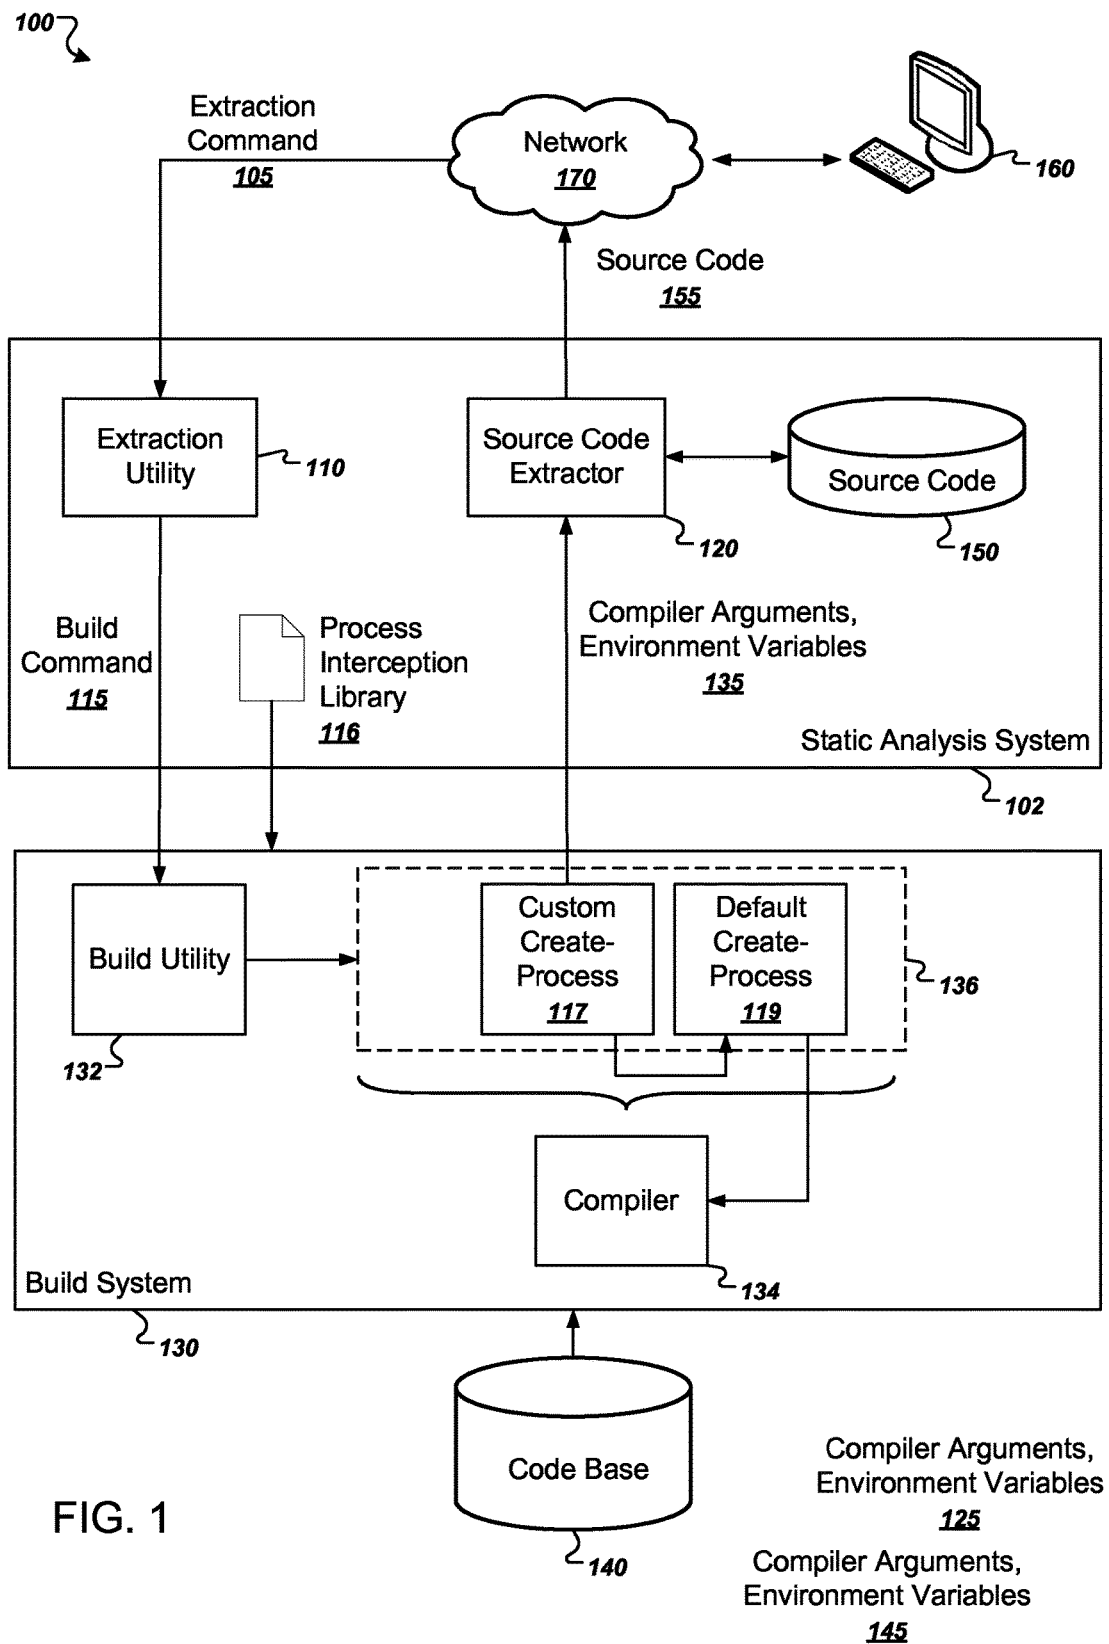 100
Extraction
Command
105
Network
170
160
Source Code
155
Extraction
Utility
110
Source Code
Extractor
120
Source Code
150
Build
Command
115
Process
Interception
Library
116
Compiler Arguments,
Environment Variables
135
Static Analysis System
102
Build Utility
132
Custom
Create-
Process
117
Default
Create-
Process
119
136
Compiler
134
Build System
130
Code Base
140
FIG. 1
Compiler Arguments,
Environment Variables
125
Compiler Arguments,
Environment Variables
145